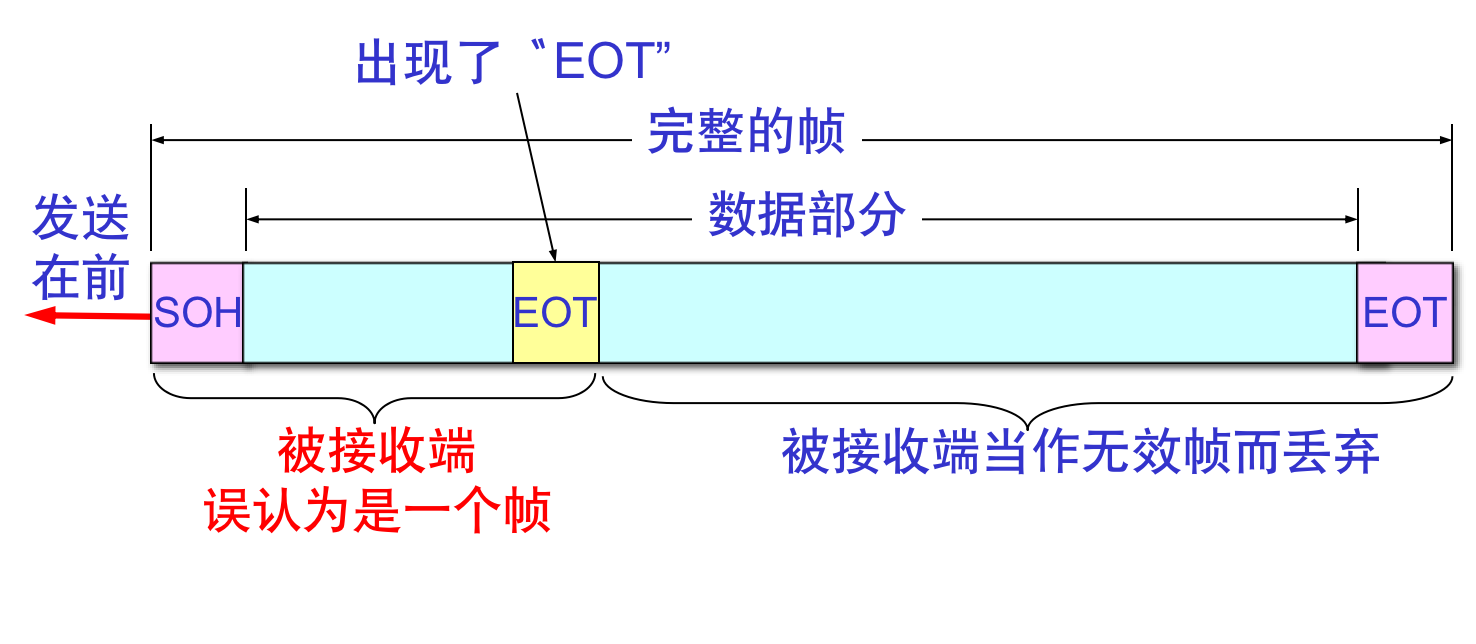 出现了“EOT”
完整的帧
数据部分
发送
在前
SOH
EOT
EOT
被接收端
误认为是一个帧
被接收端当作无效帧而丢弃